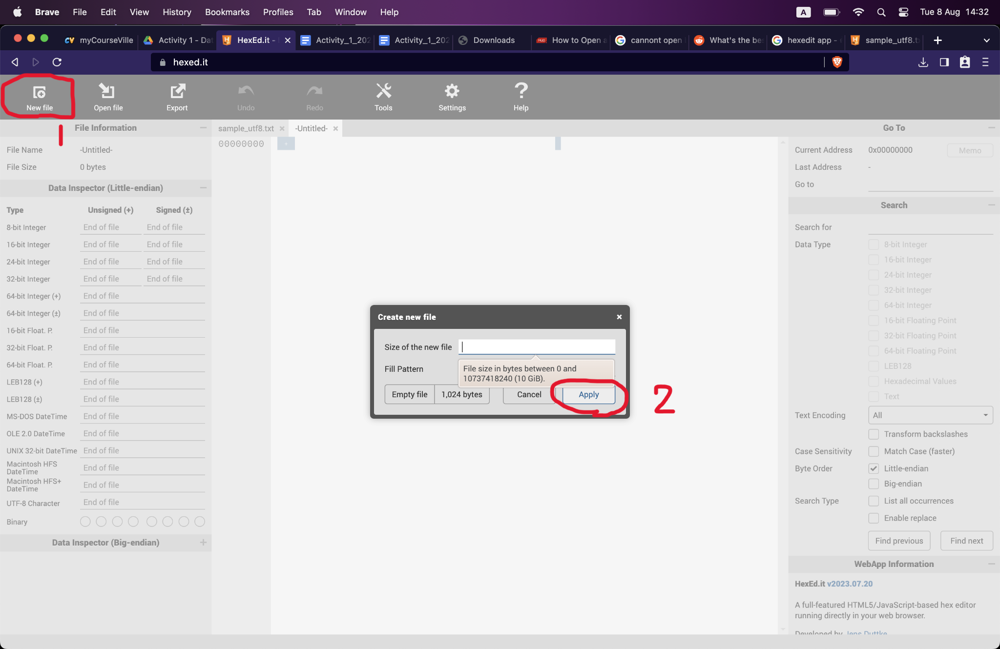 Brave File Edit View History Bookmarks Profiles Tab Window Help A Tue 8 Aug 14:32
cv myCourseVille Activity 1 - Dat HexEd.it - Activity_1_202 Activity_1_202 Downloads How to Open a cannont open What's the bes hexedit app - sample_utf8.tx
hexed.it
New file Open file Export Undo Redo Tools Settings Help
1
File Information
File Name -Untitled-
File Size 0 bytes
Data Inspector (Little-endian)
Type Unsigned (+) Signed (±)
8-bit Integer End of file End of file
16-bit Integer End of file End of file
24-bit Integer End of file End of file
32-bit Integer End of file End of file
64-bit Integer (+) End of file
64-bit Integer (±) End of file
16-bit Float. P. End of file
32-bit Float. P. End of file
64-bit Float. P. End of file
LEB128 (+) End of file
LEB128 (±) End of file
MS-DOS DateTime End of file
OLE 2.0 DateTime End of file
UNIX 32-bit DateTime End of file
Macintosh HFS
DateTime End of file
Macintosh HFS+
DateTime End of file
UTF-8 Character End of file
Binary
Data Inspector (Big-endian)
sample_utf8.txt × -Untitled- ×
00000000 +
Create new file ×
Size of the new file
Fill Pattern
File size in bytes between 0 and
10737418240 (10 GiB).
Empty file 1,024 bytes Cancel Apply
2
Go To
Current Address 0x00000000 Memo
Last Address -
Go to
Search
Search for
Data Type 8-bit Integer
16-bit Integer
24-bit Integer
32-bit Integer
64-bit Integer
16-bit Floating Point
32-bit Floating Point
64-bit Floating Point
LEB128
Hexadecimal Values
Text
Text Encoding All
Transform backslashes
Case Sensitivity Match Case (faster)
Byte Order Little-endian
Big-endian
Search Type List all occurrences
Enable replace
Find previous Find next
WebApp Information
HexEd.it v2023.07.20
A full-featured HTML5/JavaScript-based hex editor
running directly in your web browser.
Developed by Jens Duttke